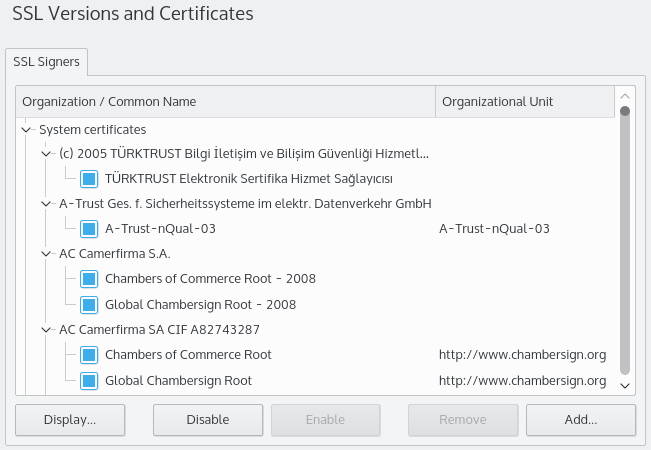 SSL Versions and Certificates
SSL Signers
Organization / Common Name Organizational Unit
System certificates
(c) 2005 TÜRKTRUST Bilgi İletişim ve Bilişim Güvenliği Hizmetl...
TÜRKTRUST Elektronik Sertifika Hizmet Sağlayıcısı
A-Trust Ges. f. Sicherheitssysteme im elektr. Datenverkehr GmbH
A-Trust-nQual-03 A-Trust-nQual-03
AC Camerfirma S.A.
Chambers of Commerce Root - 2008
Global Chambersign Root - 2008
AC Camerfirma SA CIF A82743287
Chambers of Commerce Root http://www.chambersign.org
Global Chambersign Root http://www.chambersign.org
Display... Disable Enable Remove Add...